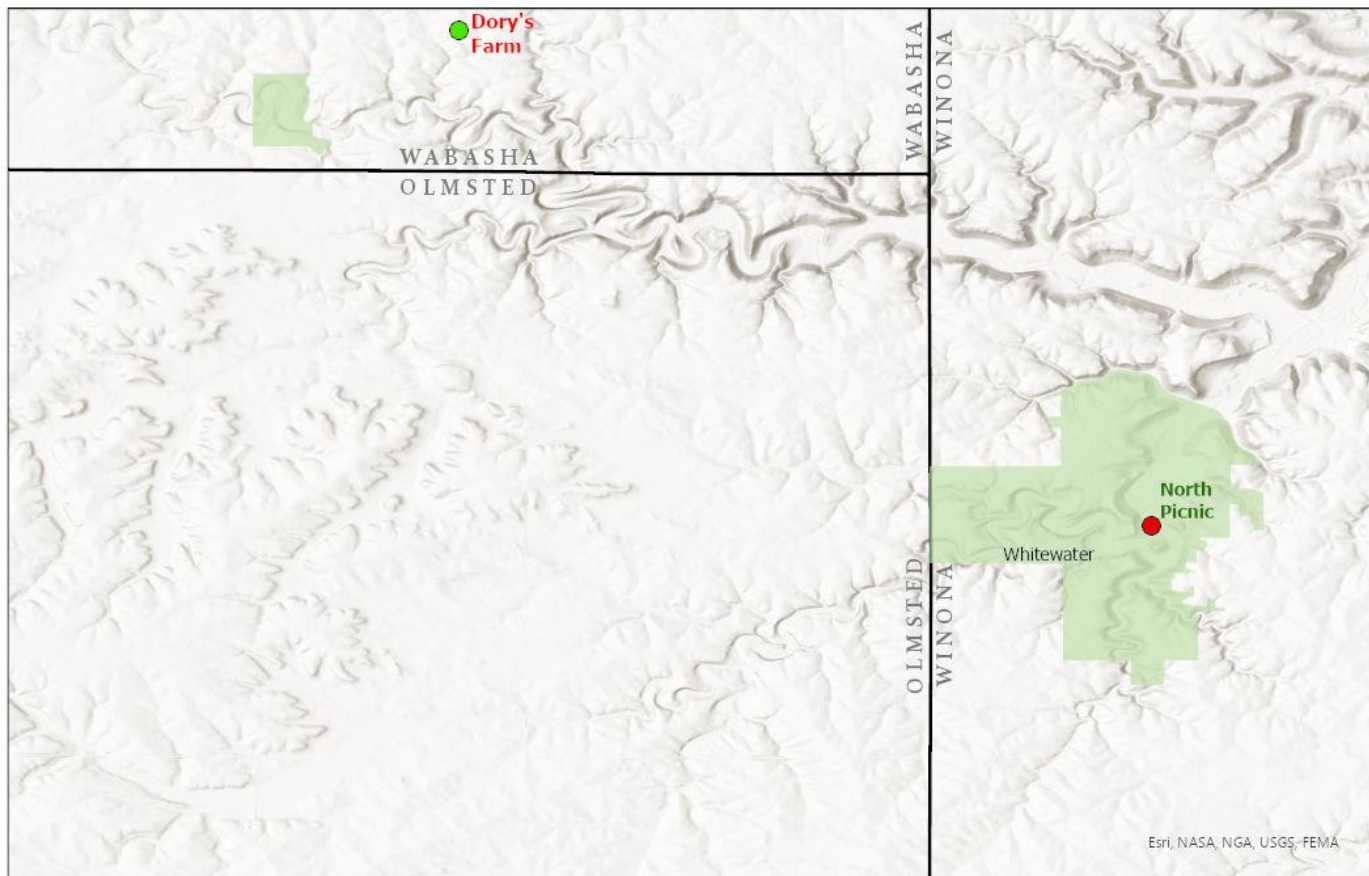 Dory's
Farm
WABASHA
WINONA
WABASHA
OLMSTED
North
Picnic
Whitewater
OLMSTED
WINONA
Esri, NASA, NGA, USGS, FEMA